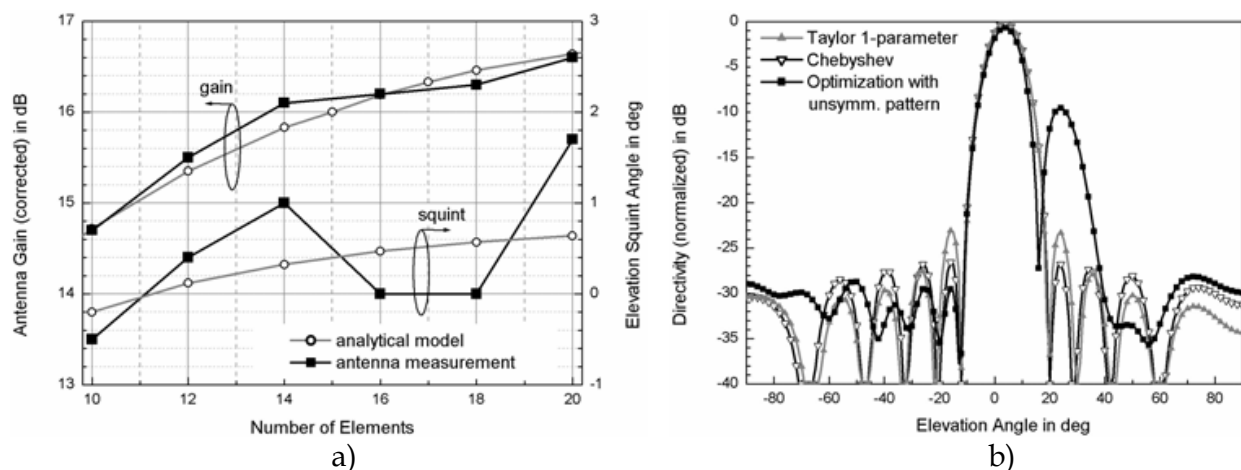 17
16
15
14
13
Antenna Gain (corrected) in dB
gain
squint
analytical model
antenna measurement
10
12
14
16
18
20
Number of Elements
3
2
1
0
-1
Elevation Squint Angle in deg
a)
0
-5
-10
-15
-20
-25
-30
-35
-40
Directivity (normalized) in dB
Taylor 1-parameter
Chebyshev
Optimization with
unsymm. pattern
-80
-60
-40
-20
0
20
40
60
80
Elevation Angle in deg
b)